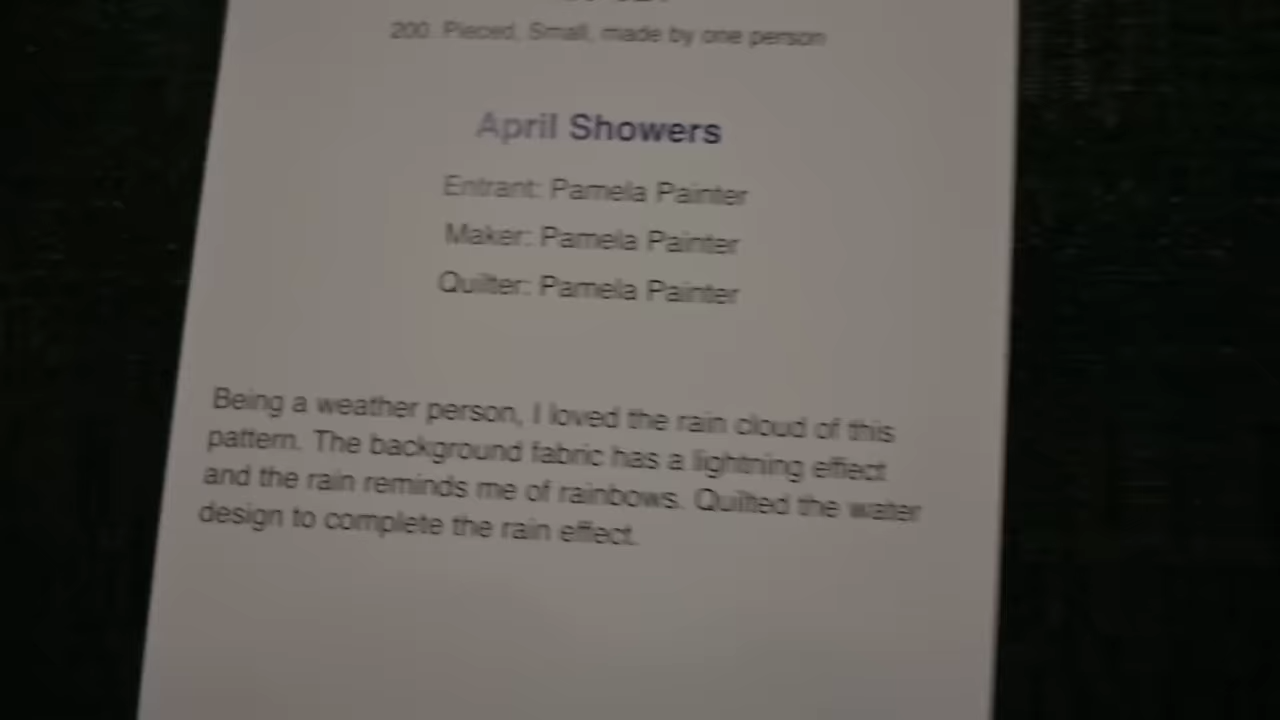 200. Pieced, Small, made by one person
April Showers
Entrant: Pamela Painter
Maker: Pamela Painter
Quilter: Pamela Painter
Being a weather person, I loved the rain cloud of this
pattern. The background fabric has a lightning effect
and the rain reminds me of rainbows. Quilted the water
design to complete the rain effect.